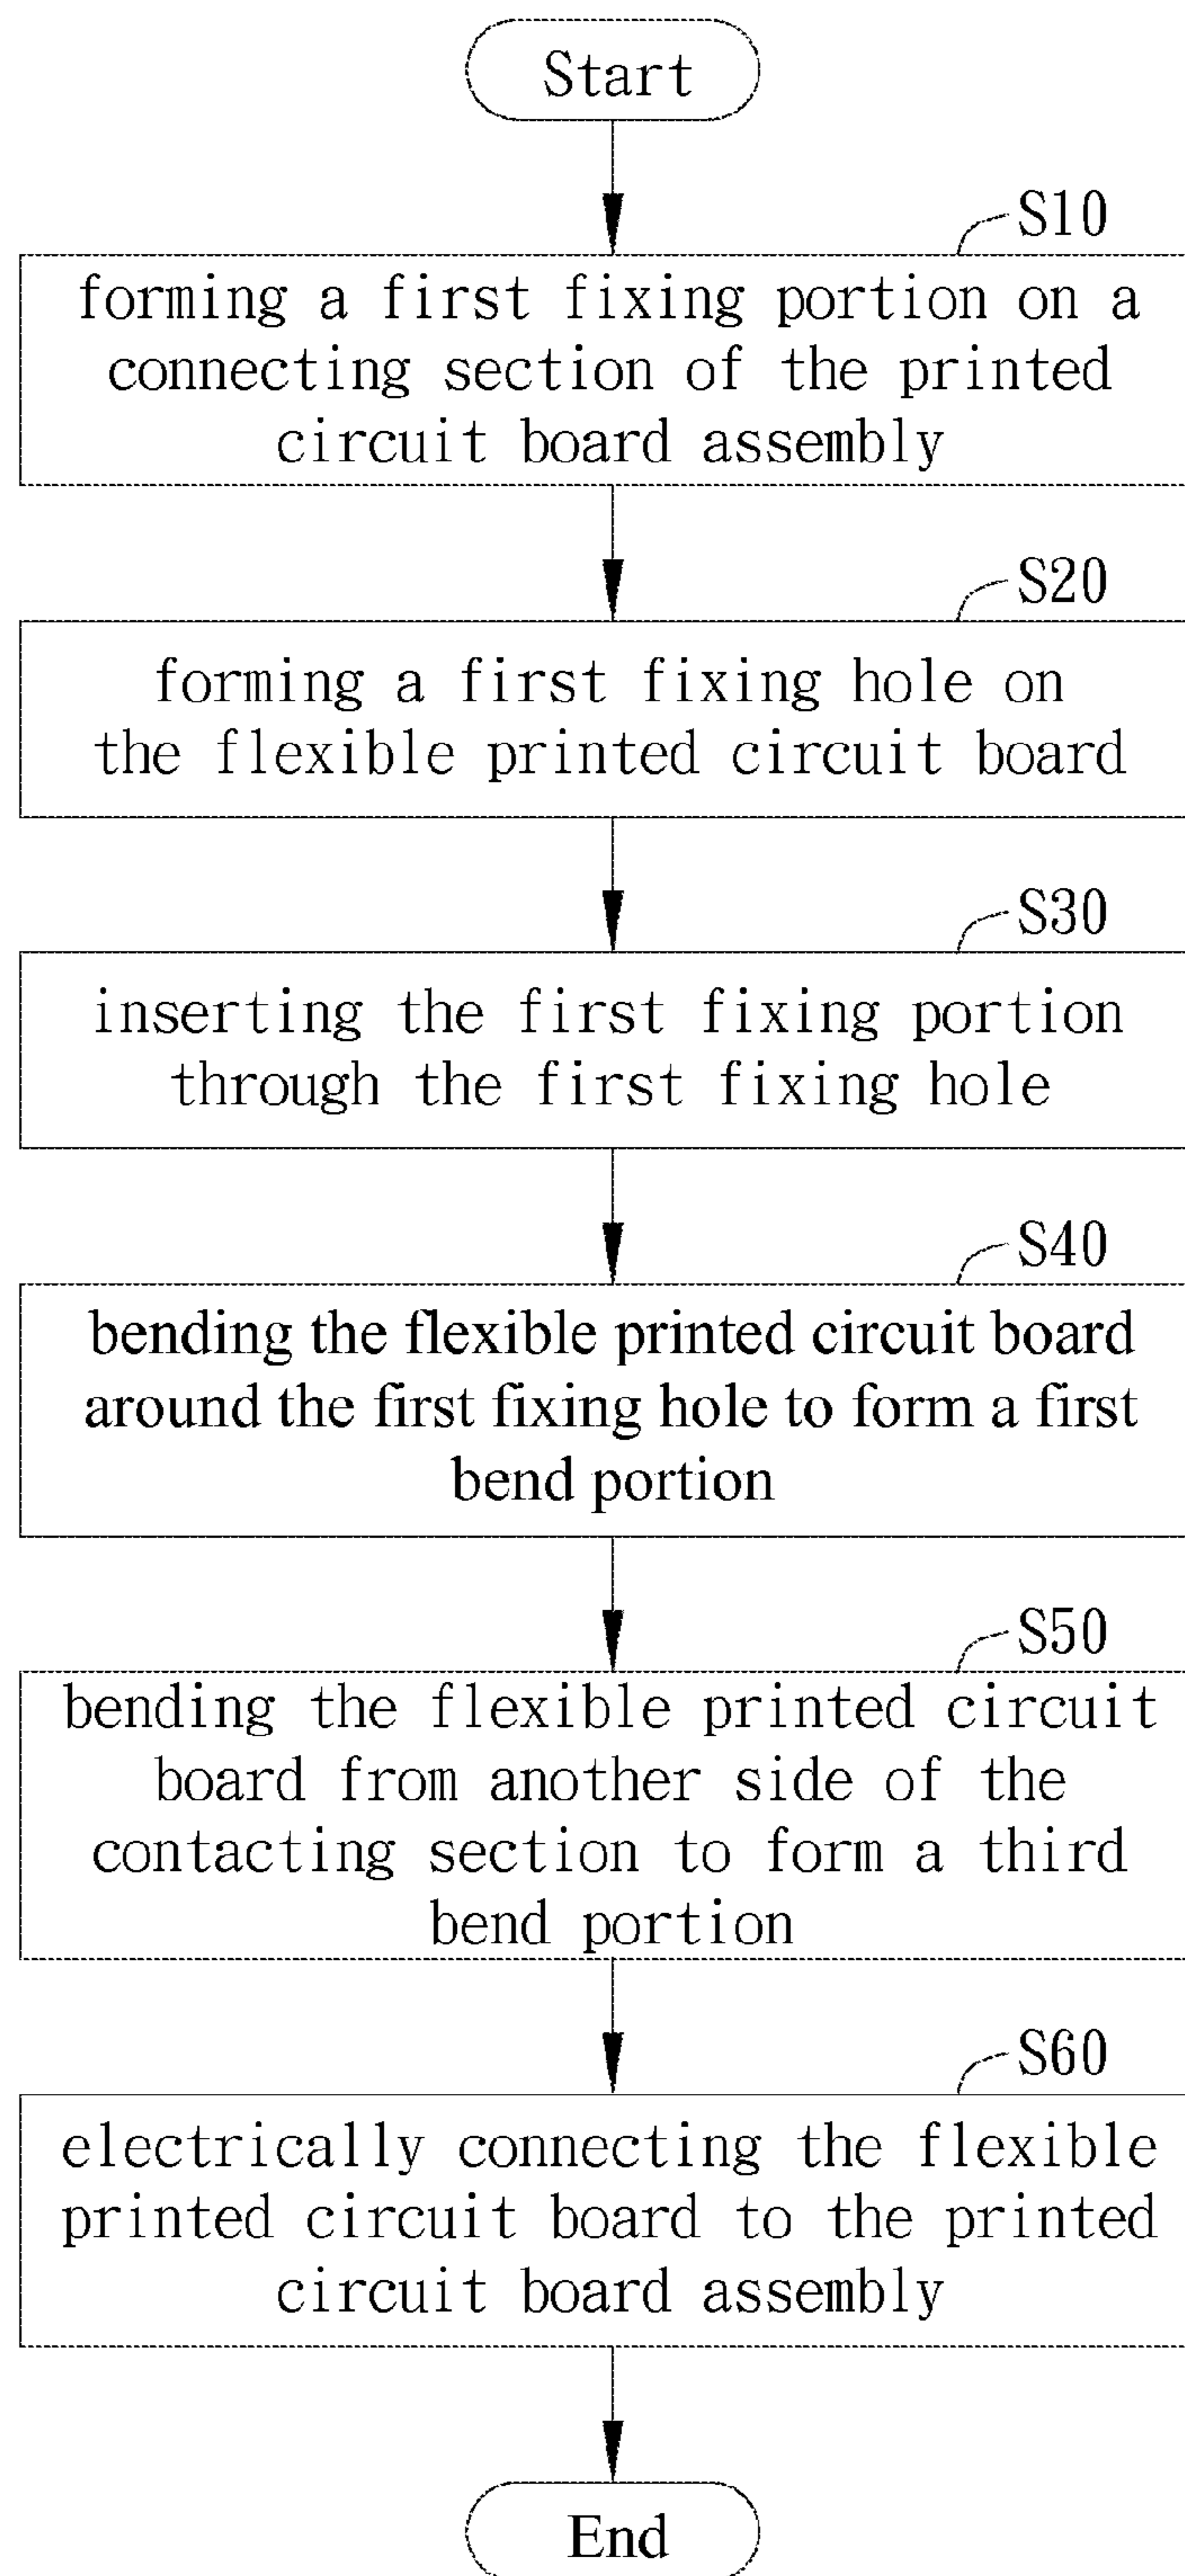 Start
S10
forming a first fixing portion on a
connecting section of the printed
circuit board assembly
S20
forming a first fixing hole on
the flexible printed circuit board
S30
inserting the first fixing portion
through the first fixing hole
S40
bending the flexible printed circuit board
around the first fixing hole to form a first
bend portion
S50
bending the flexible printed circuit
board from another side of the
contacting section to form a third
bend portion
S60
electrically connecting the flexible
printed circuit board to the printed
circuit board assembly
End